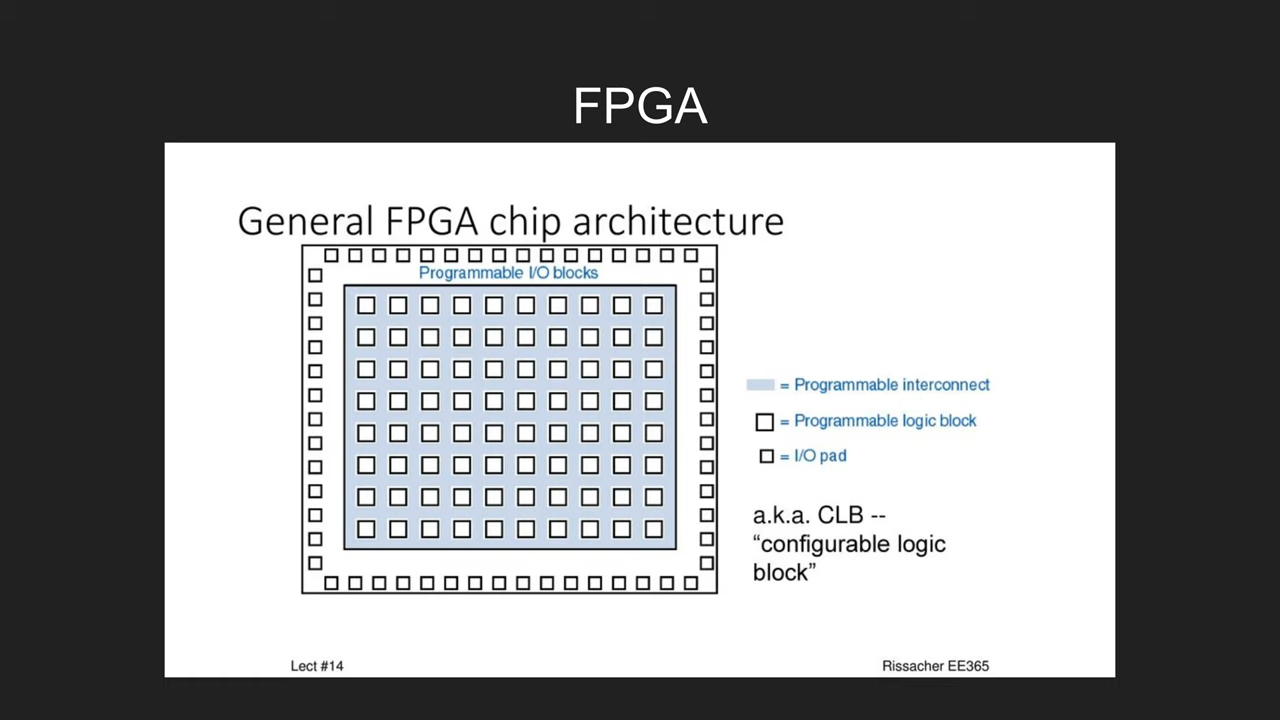 FPGA
General FPGA chip architecture
Programmable I/O blocks
= Programmable interconnect
= Programmable logic block
= I/O pad
a.k.a. CLB --
“configurable logic
block”
Lect #14
Rissacher EE365